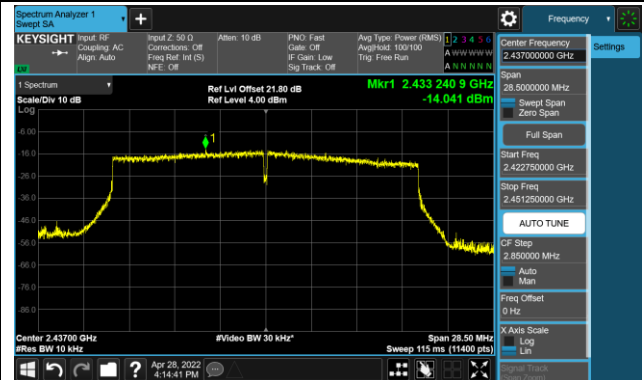 Spectrum Analyzer 1
Swept SA
Frequency
KEYSIGHT
Input: RF
Coupling: AC
Align: Auto
Input Z: 50 Ω
Corrections: Off
Freq Ref: Int (S)
NFE: Off
Atten: 10 dB
PNO: Fast
Gate: Off
IF Gain: Low
Sig Track: Off
Avg Type: Power (RMS)
Avg|Hold: 100/100
Trig: Free Run
1 2 3 4 5 6
A W W W W W
A N N N N N
Center Frequency
2.437000000 GHz
Settings
Span
28.5000000 MHz
Swept Span
Zero Span
Full Span
Start Freq
2.422750000 GHz
Stop Freq
2.451250000 GHz
AUTO TUNE
CF Step
2.850000 MHz
Auto
Man
Freq Offset
0 Hz
X Axis Scale
Log
Lin
Signal Track
(Span Zoom)
1 Spectrum
Scale/Div 10 dB
Log
Ref Lvl Offset 21.80 dB
Ref Level 4.00 dBm
Mkr1 2.433 240 9 GHz
-14.041 dBm
1
-6.00
-16.0
-26.0
-36.0
-46.0
-56.0
-66.0
-76.0
-86.0
Center 2.43700 GHz
#Res BW 10 kHz
#Video BW 30 kHz*
Span 28.50 MHz
Sweep 115 ms (11400 pts)
Apr 28, 2022
4:14:41 PM